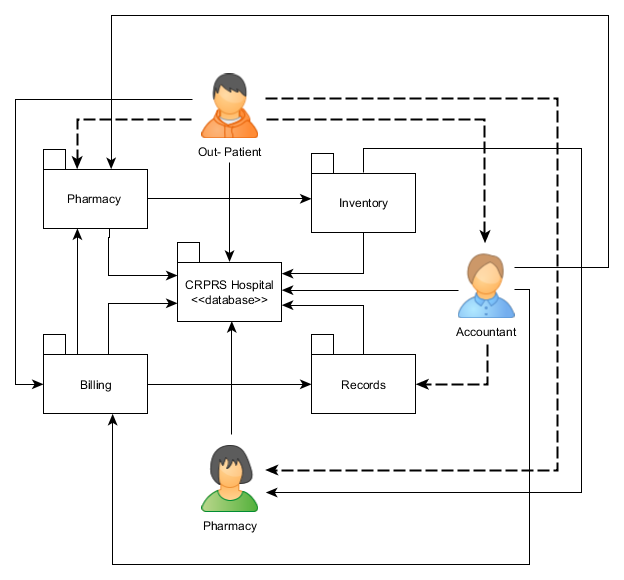 Out- Patient
Pharmacy
Inventory
CRPRS Hospital
<<database>>
Accountant
Billing
Records
Pharmacy